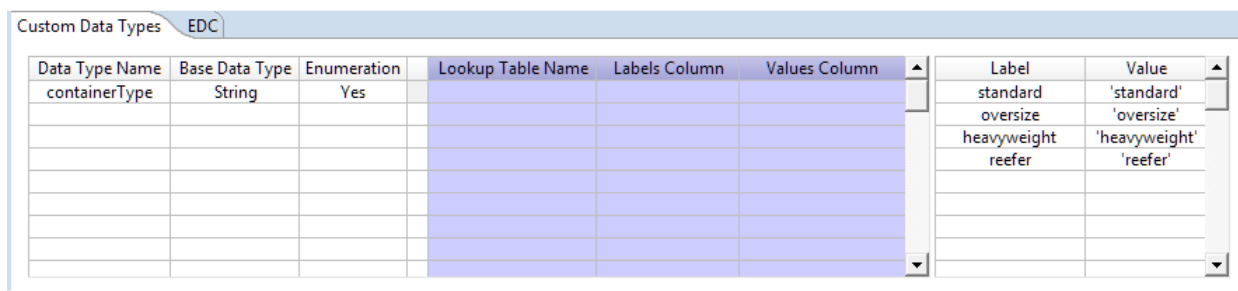 Custom Data Types EDC
Data Type Name Base Data Type Enumeration Lookup Table Name Labels Column Values Column Label Value
containerType String Yes standard 'standard'
oversize 'oversize'
heavyweight 'heavyweight'
reefer 'reefer'